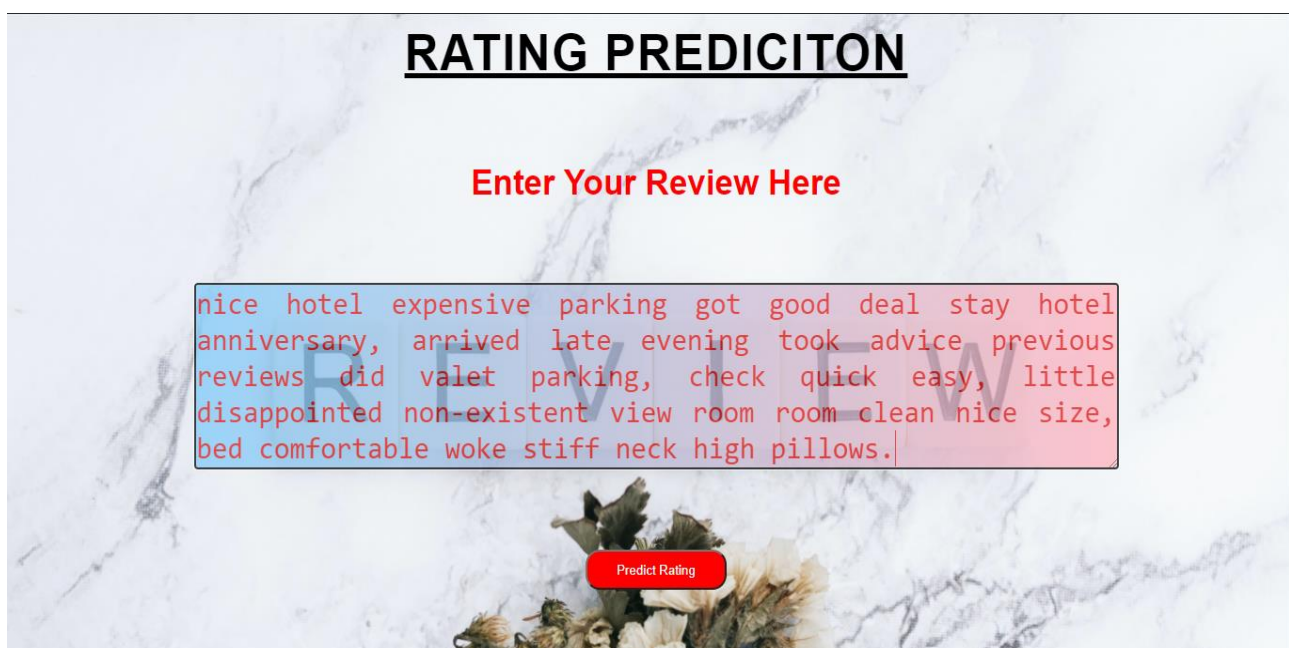 RATING PREDICITON
Enter Your Review Here
nice hotel expensive parking got good deal stay hotel
anniversary, arrived late evening took advice previous
reviews did valet parking, check quick easy, little
disappointed non-existent view room room clean nice size,
bed comfortable woke stiff neck high pillows.
REVIEW
Predict Rating